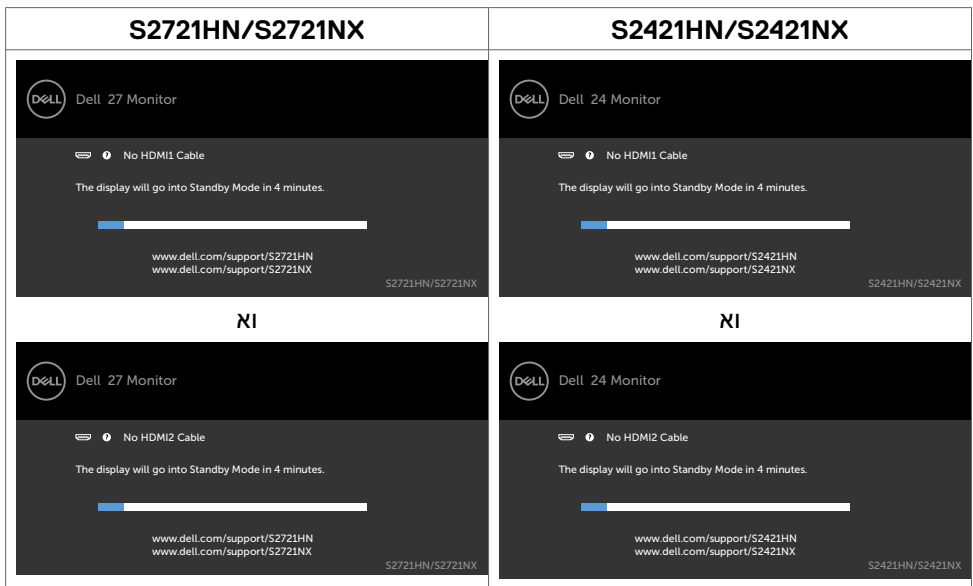 S2721HN/S2721NX
S2421HN/S2421NX
DELL
Dell 27 Monitor
No HDMI1 Cable
The display will go into Standby Mode in 4 minutes.
www.dell.com/support/S2721HN
www.dell.com/support/S2721NX
S2721HN/S2721NX
DELL
Dell 24 Monitor
No HDMI1 Cable
The display will go into Standby Mode in 4 minutes.
www.dell.com/support/S2421HN
www.dell.com/support/S2421NX
S2421HN/S2421NX
או
או
DELL
Dell 27 Monitor
No HDMI2 Cable
The display will go into Standby Mode in 4 minutes.
www.dell.com/support/S2721HN
www.dell.com/support/S2721NX
S2721HN/S2721NX
DELL
Dell 24 Monitor
No HDMI2 Cable
The display will go into Standby Mode in 4 minutes.
www.dell.com/support/S2421HN
www.dell.com/support/S2421NX
S2421HN/S2421NX